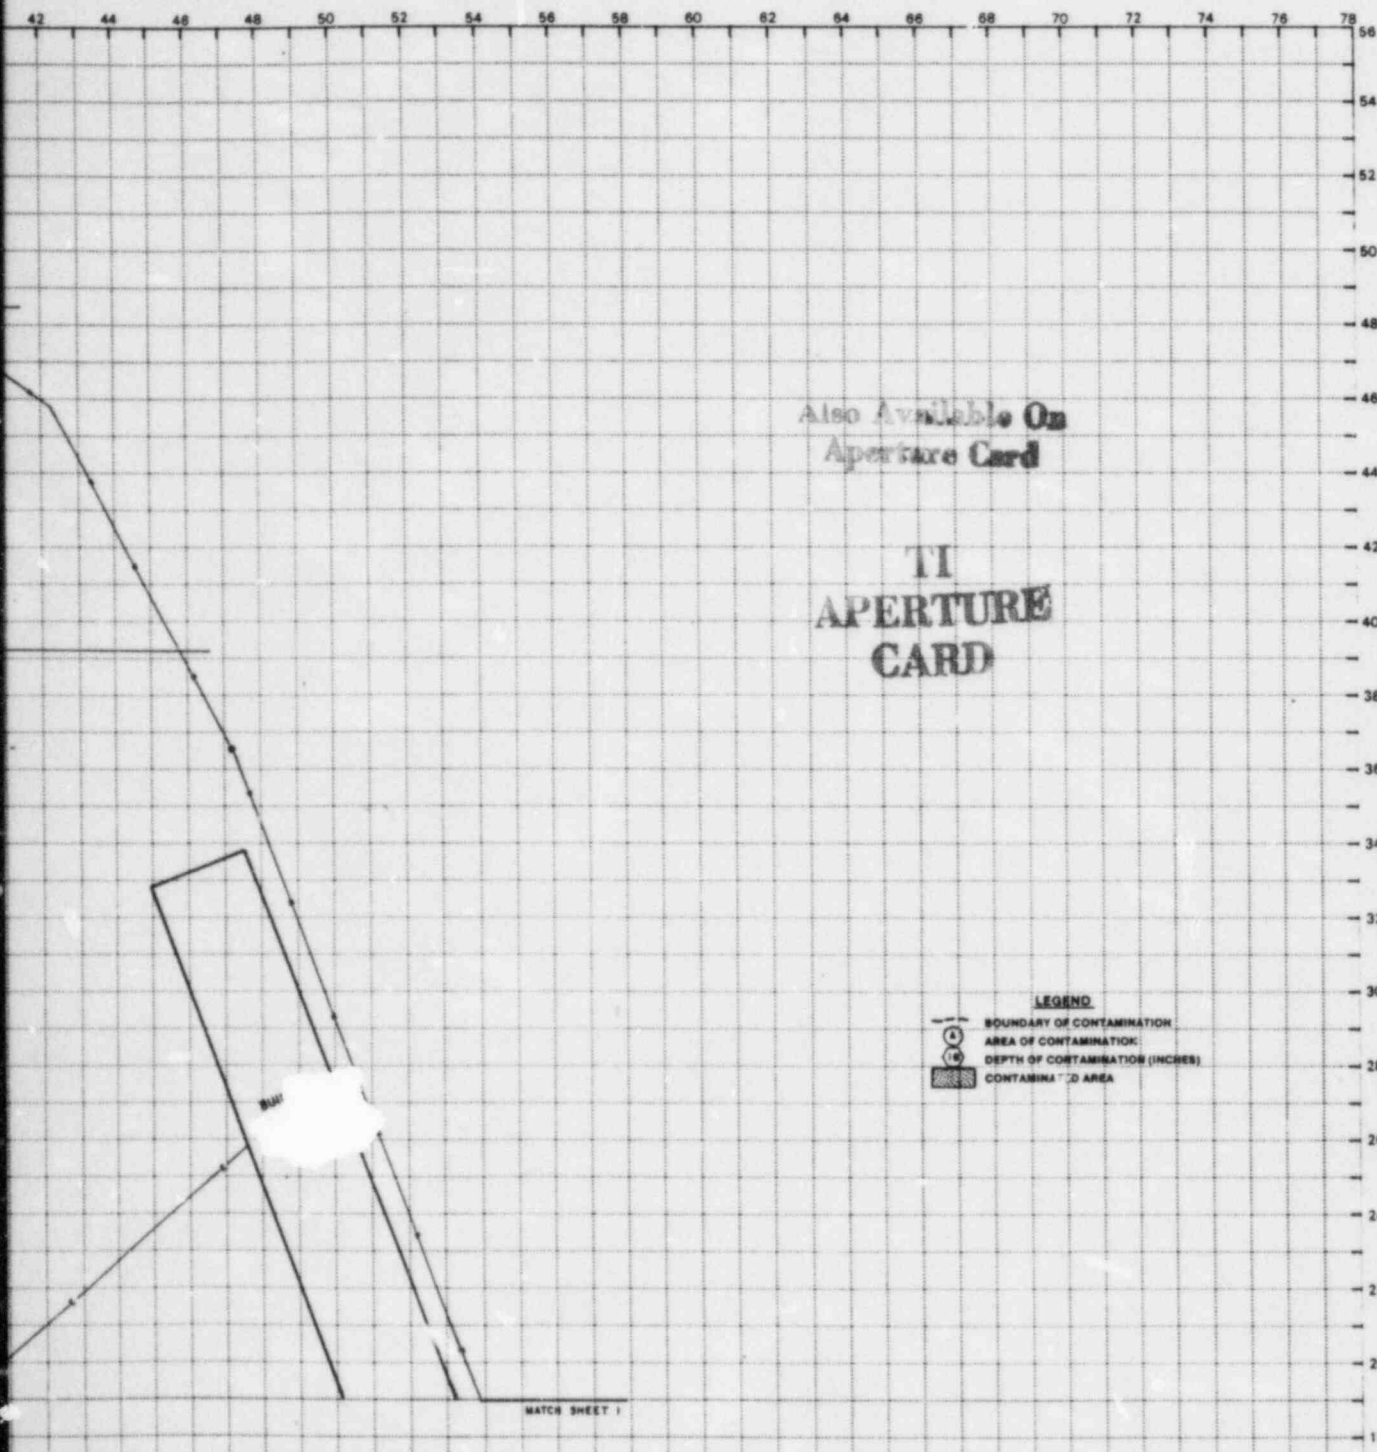 42 44 46 48 50 52 54 56 58 60 62 64 66 68 70 72 74 76 78
56
54
52
50
48
46
Also Available On
Aperture Card
44
42
TI
APERTURE
CARD
40
38
36
34
LEGEND
BOUNDARY OF CONTAMINATION
A
AREA OF CONTAMINATION
DEPTH OF CONTAMINATION (INCHES)
CONTAMINATED AREA
MATCH SHEET 1